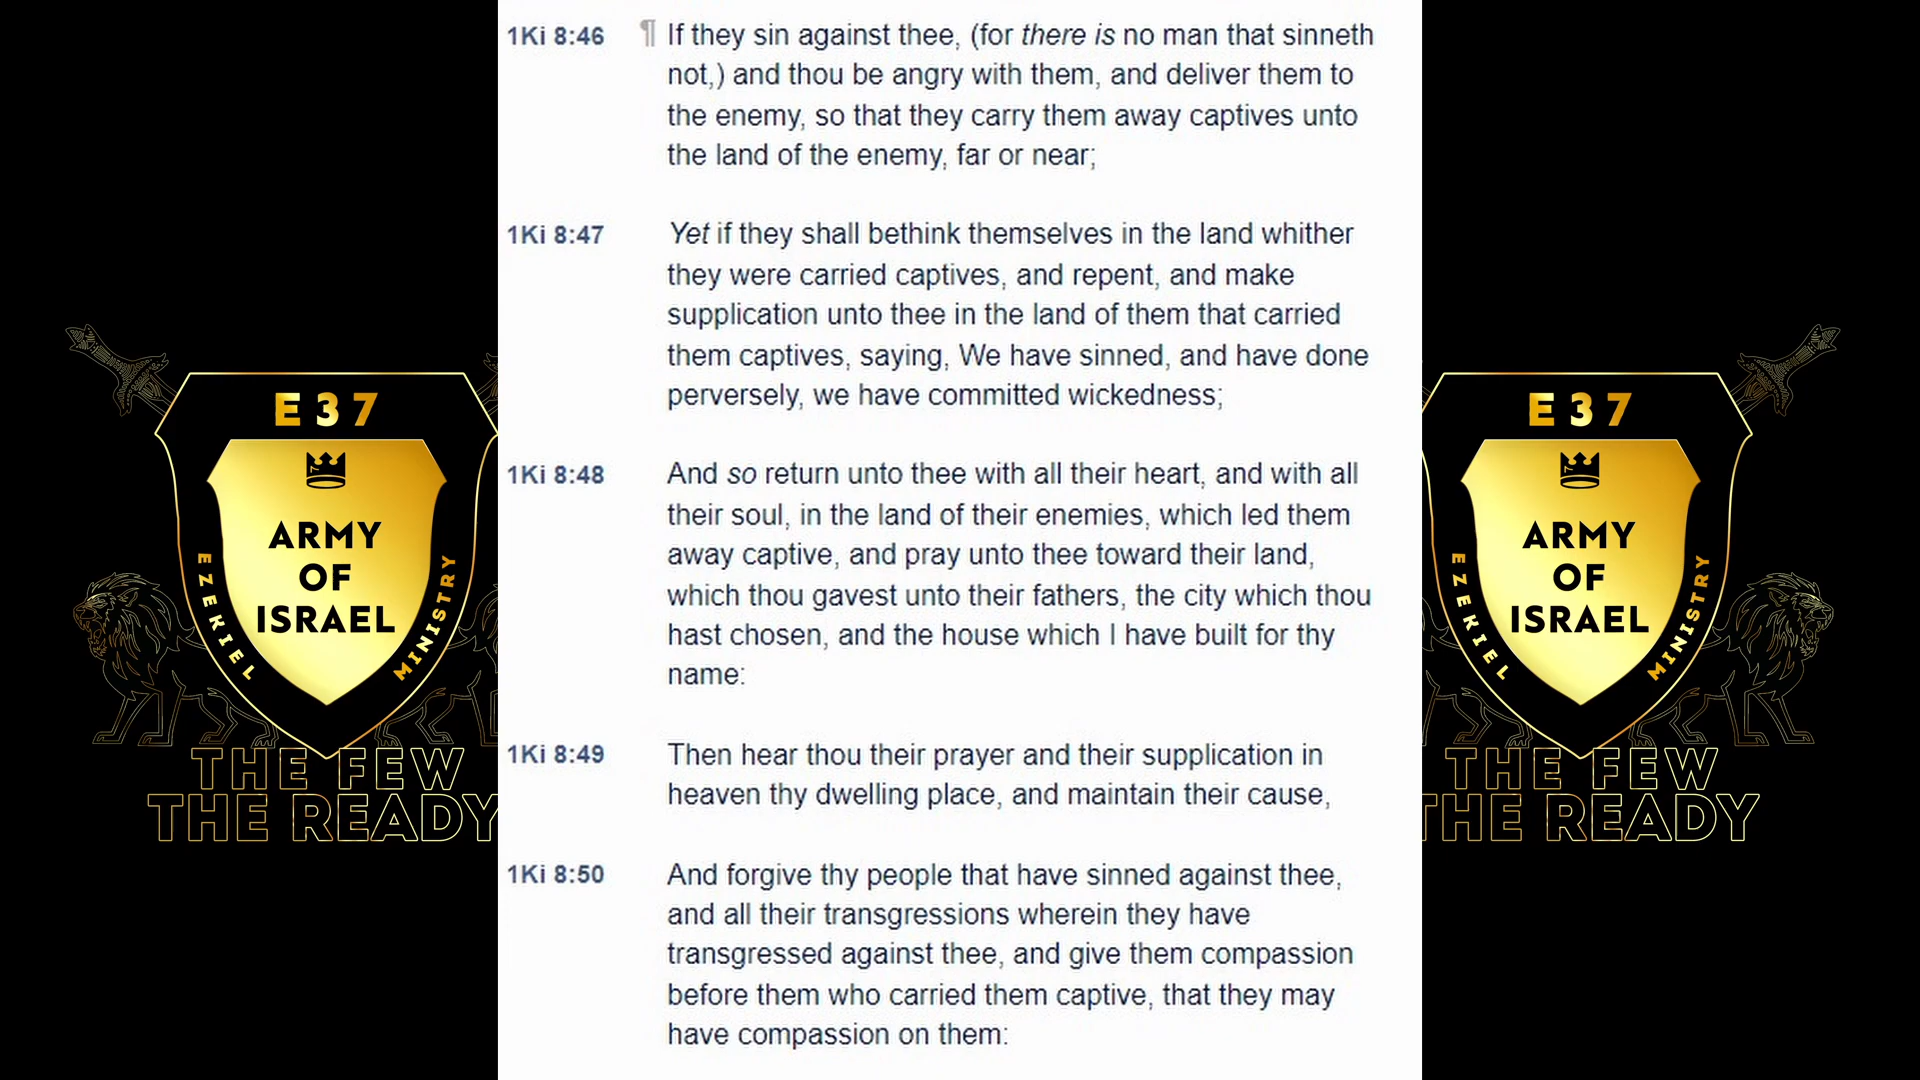 1Ki 8:46 ¶ If they sin against thee, (for there is no man that sinneth
not,) and thou be angry with them, and deliver them to
the enemy, so that they carry them away captives unto
the land of the enemy, far or near;
1Ki 8:47 Yet if they shall bethink themselves in the land whither
they were carried captives, and repent, and make
supplication unto thee in the land of them that carried
them captives, saying, We have sinned, and have done
perversely, we have committed wickedness;
1Ki 8:48 And so return unto thee with all their heart, and with all
their soul, in the land of their enemies, which led them
away captive, and pray unto thee toward their land,
which thou gavest unto their fathers, the city which thou
hast chosen, and the house which I have built for thy
name:
1Ki 8:49 Then hear thou their prayer and their supplication in
heaven thy dwelling place, and maintain their cause,
1Ki 8:50 And forgive thy people that have sinned against thee,
and all their transgressions wherein they have
transgressed against thee, and give them compassion
before them who carried them captive, that they may
have compassion on them:
E37
ARMY
OF
ISRAEL
EZEKIEL
MINISTRY
THE FEW
THE READY
E37
ARMY
OF
ISRAEL
EZEKIEL
MINISTRY
THE FEW
THE READY